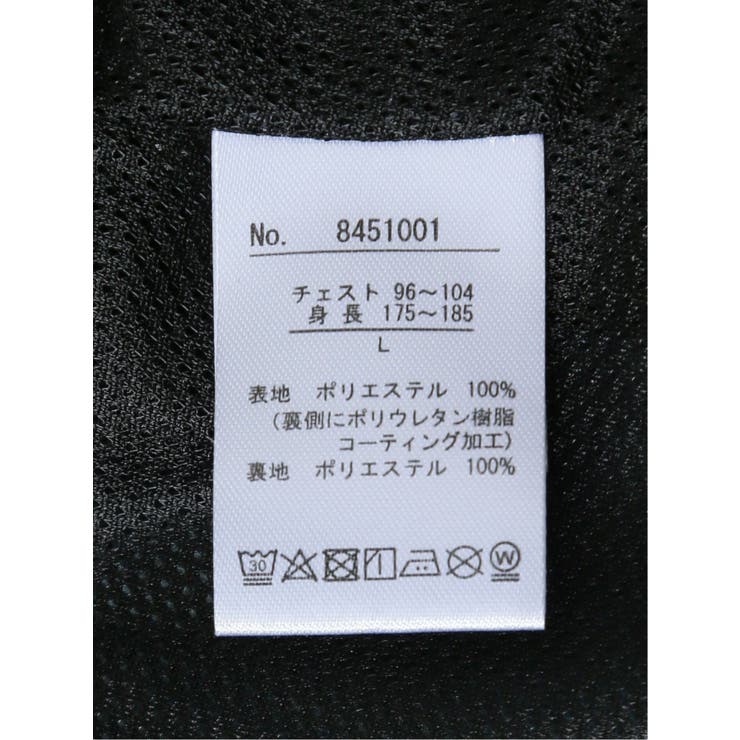 No. 8451001
チェスト 96～104
身長 175～185
L
表地 ポリエステル 100%
(裏側にポリウレタン樹脂
コーティング加工)
裏地 ポリエステル 100%
30
W